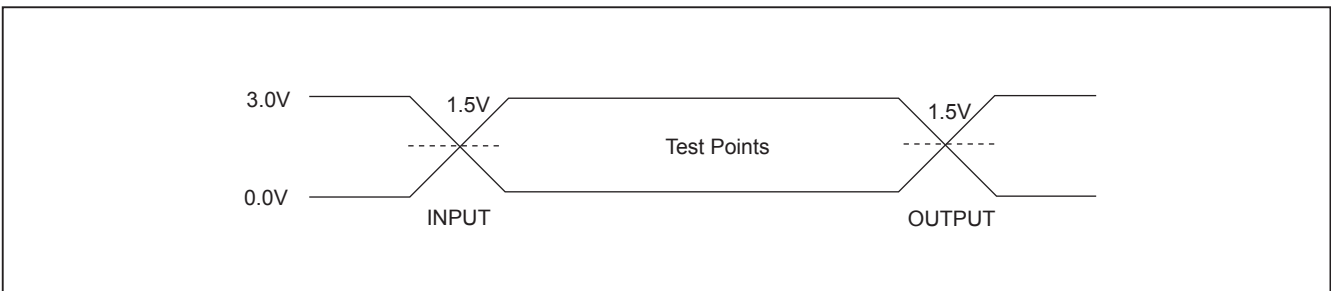 3.0V
1.5V
1.5V
Test Points
0.0V
INPUT
OUTPUT